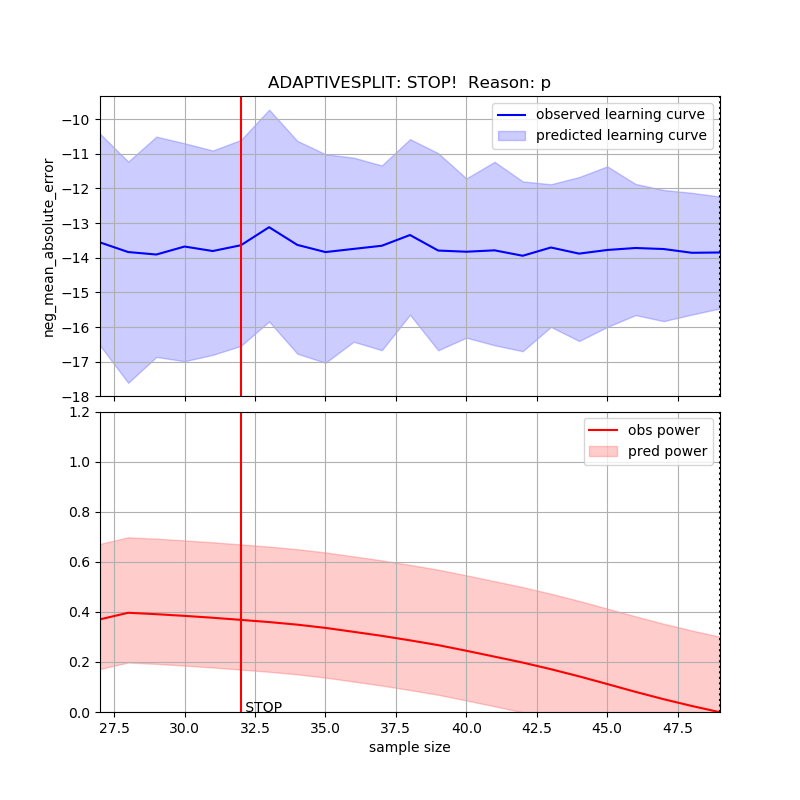 ADAPTIVESPLIT: STOP! Reason: p
neg_mean_absolute_error
−10
−11
−12
−13
−14
−15
−16
−17
−18
observed learning curve
predicted learning curve
1.2
1.0
0.8
0.6
0.4
0.2
0.0
obs power
pred power
STOP
27.5 30.0 32.5 35.0 37.5 40.0 42.5 45.0 47.5
sample size